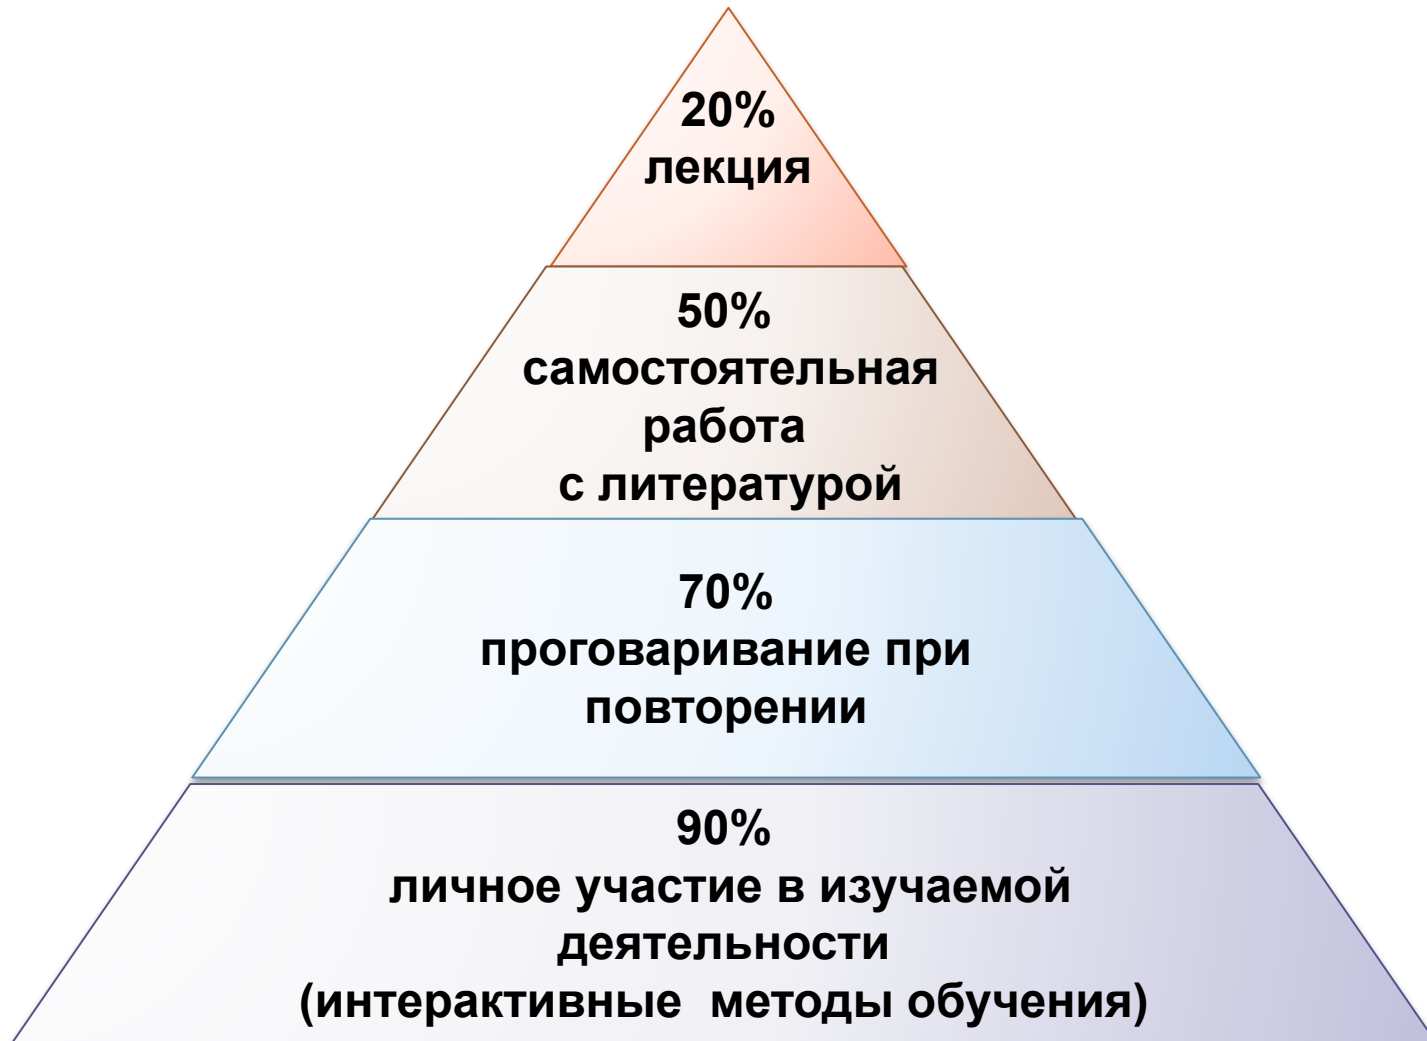 20%
лекция
50%
самостоятельная
работа
с литературой
70%
проговаривание при
повторении
90%
личное участие в изучаемой
деятельности
(интерактивные  методы обучения)